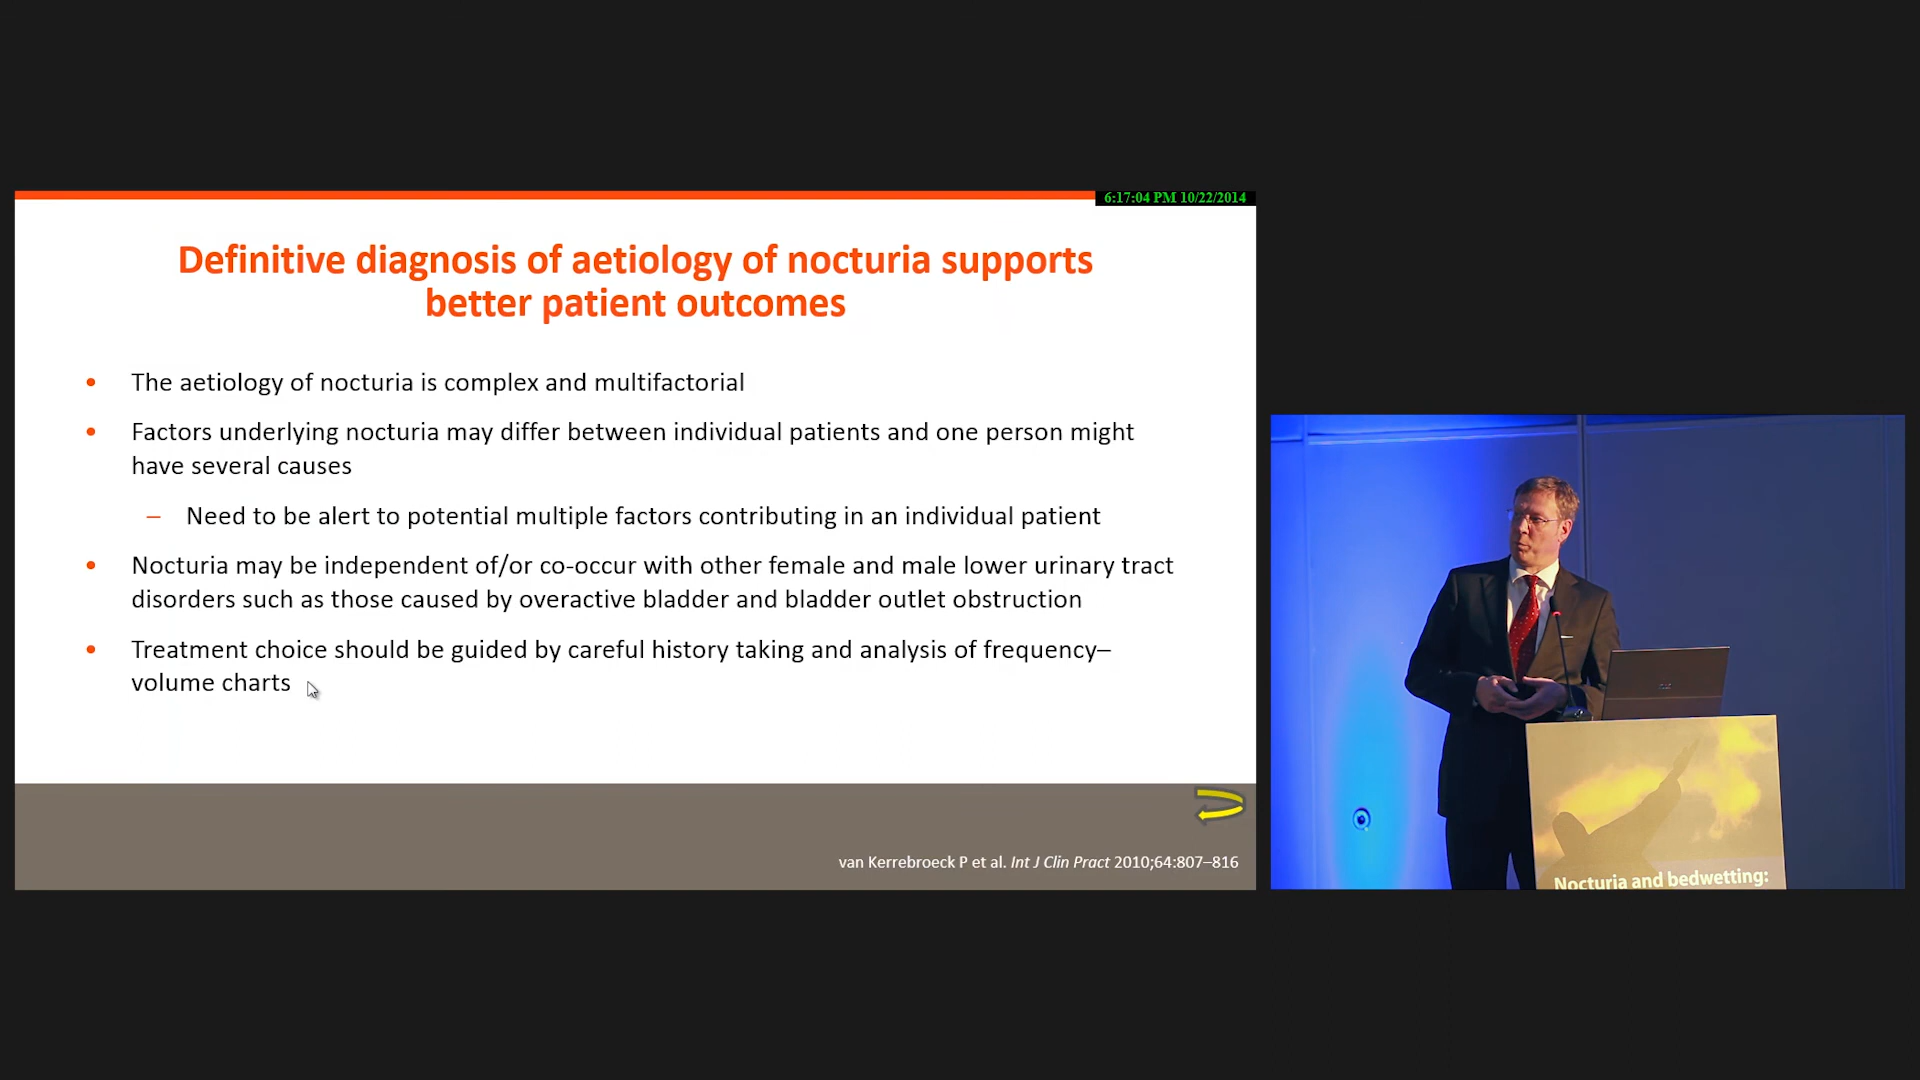 6:17:04 PM 10/22/2014
Definitive diagnosis of aetiology of nocturia supports
better patient outcomes
• The aetiology of nocturia is complex and multifactorial
• Factors underlying nocturia may differ between individual patients and one person might
have several causes
– Need to be alert to potential multiple factors contributing in an individual patient
• Nocturia may be independent of/or co-occur with other female and male lower urinary tract
disorders such as those caused by overactive bladder and bladder outlet obstruction
• Treatment choice should be guided by careful history taking and analysis of frequency–
volume charts
van Kerrebroeck P et al. Int J Clin Pract 2010;64:807–816
Nocturia and bedwetting: